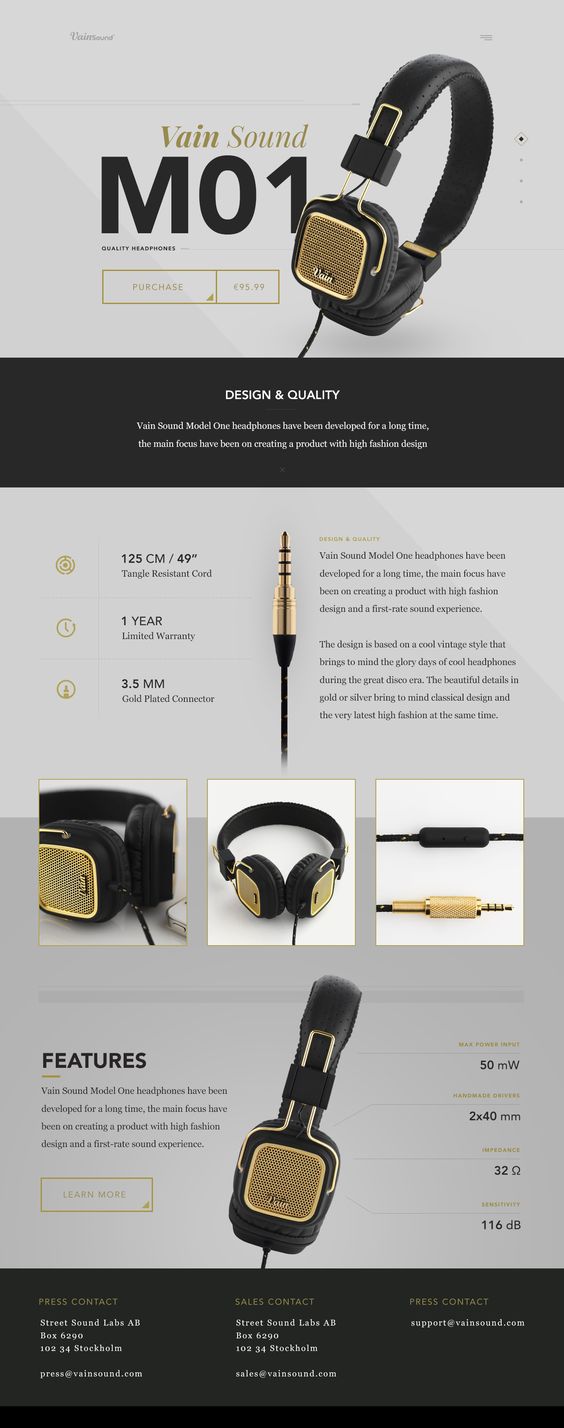 VainSound
Vain Sound
M01
QUALITY HEADPHONES
PURCHASE
€95.99
Vain
DESIGN & QUALITY
Vain Sound Model One headphones have been developed for a long time,
the main focus have been on creating a product with high fashion design
125 CM / 49”
Tangle Resistant Cord
1 YEAR
Limited Warranty
3.5 MM
Gold Plated Connector
DESIGN & QUALITY
Vain Sound Model One headphones have been
developed for a long time, the main focus have
been on creating a product with high fashion
design and a first-rate sound experience.
The design is based on a cool vintage style that
brings to mind the glory days of cool headphones
during the great disco era. The beautiful details in
gold or silver bring to mind classical design and
the very latest high fashion at the same time.
Vain
FEATURES
Vain Sound Model One headphones have been
developed for a long time, the main focus have
been on creating a product with high fashion
design and a first-rate sound experience.
LEARN MORE
Vain
MAX POWER INPUT
50 mW
HANDMADE DRIVERS
2x40 mm
IMPEDANCE
32 Ω
SENSITIVITY
116 dB
PRESS CONTACT
Street Sound Labs AB
Box 6290
102 34 Stockholm
press@vainsound.com
SALES CONTACT
Street Sound Labs AB
Box 6290
102 34 Stockholm
sales@vainsound.com
PRESS CONTACT
support@vainsound.com